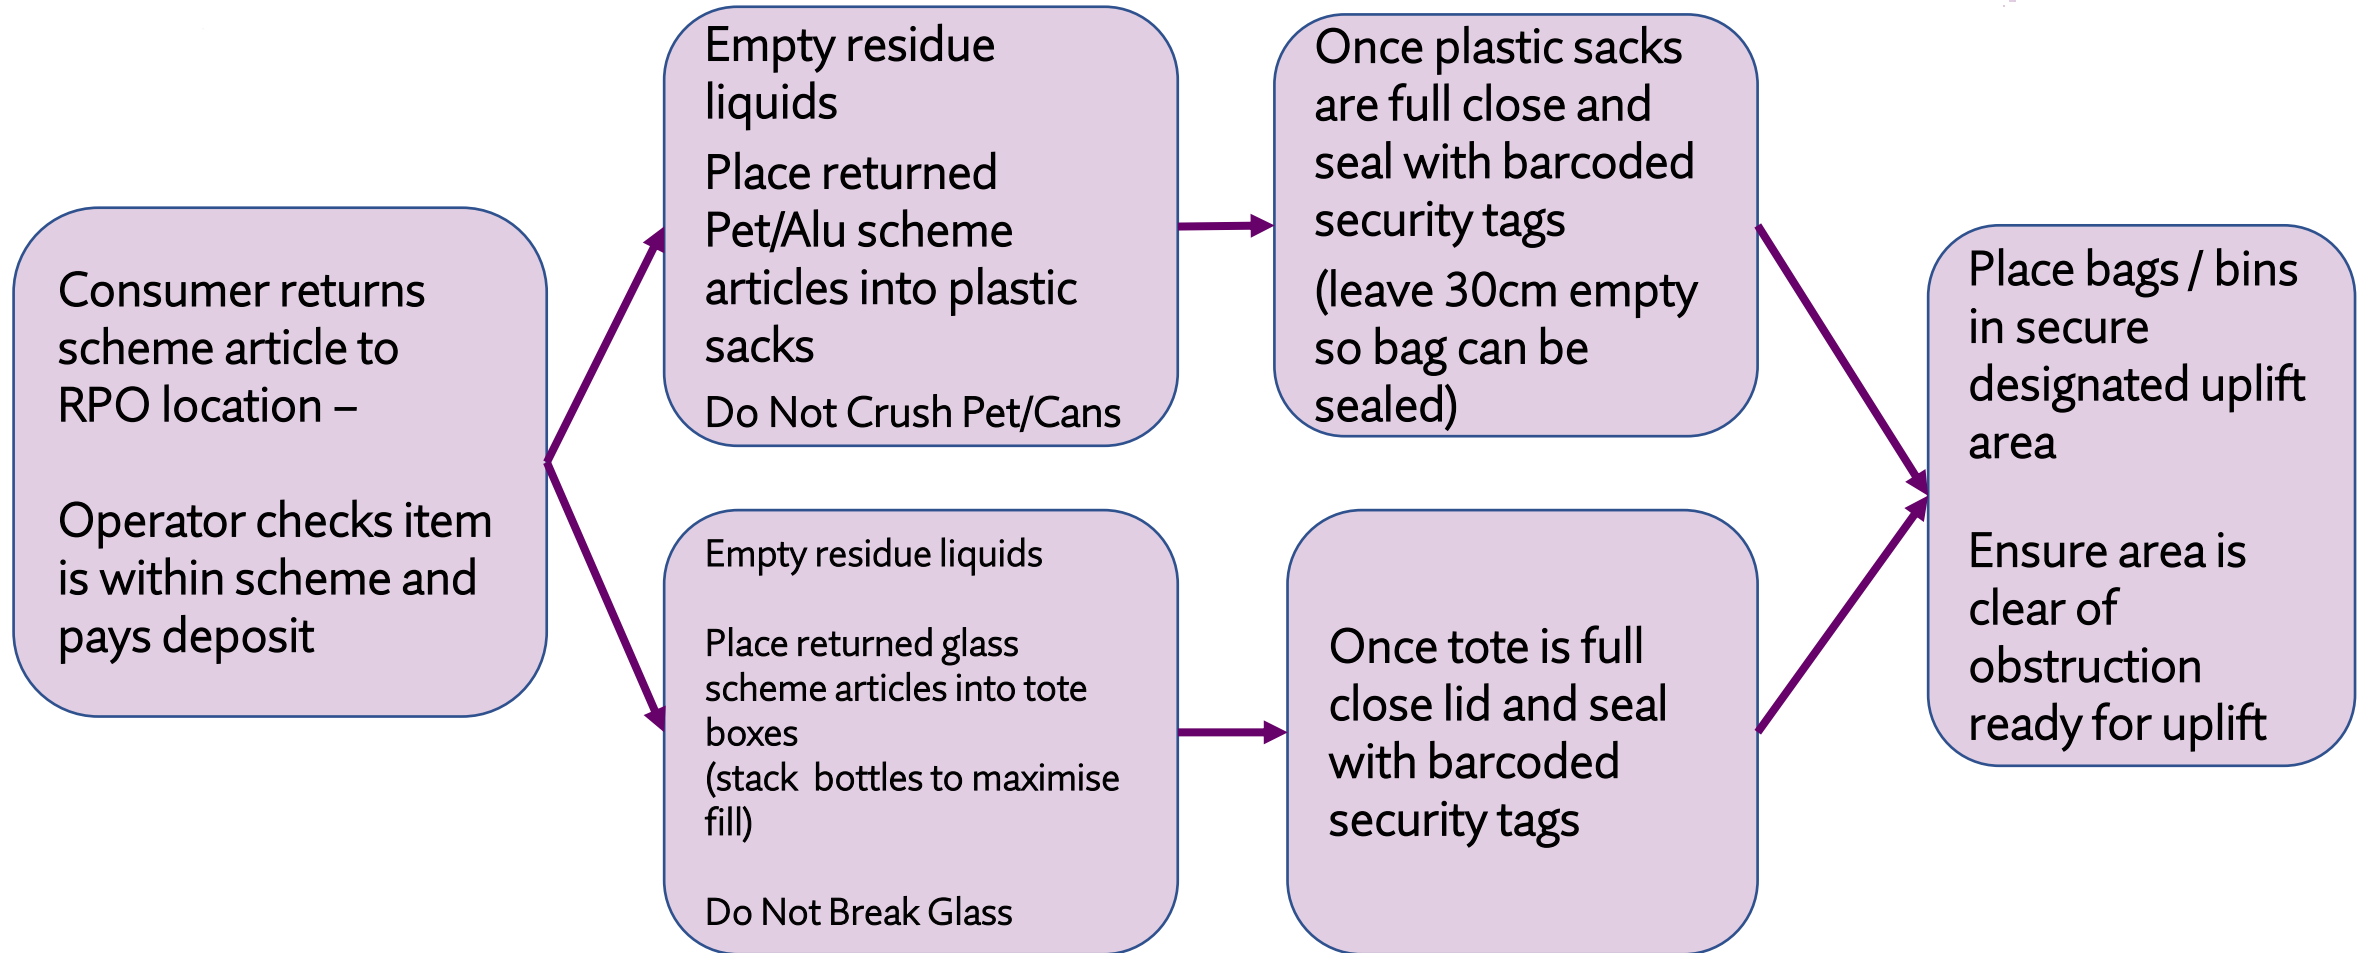 Consumer returns
scheme article to
RPO location –
Operator checks item
is within scheme and
pays deposit
Empty residue
liquids
Place returned
Pet/Alu scheme
articles into plastic
sacks
Do Not Crush Pet/Cans
Once plastic sacks
are full close and
seal with barcoded
security tags
(leave 30cm empty
so bag can be
sealed)
Empty residue liquids
Place returned glass
scheme articles into tote
boxes
(stack  bottles to maximise
fill)
Do Not Break Glass
Once tote is full
close lid and seal
with barcoded
security tags
Place bags / bins
in secure
designated uplift
area
Ensure area is
clear of
obstruction
ready for uplift